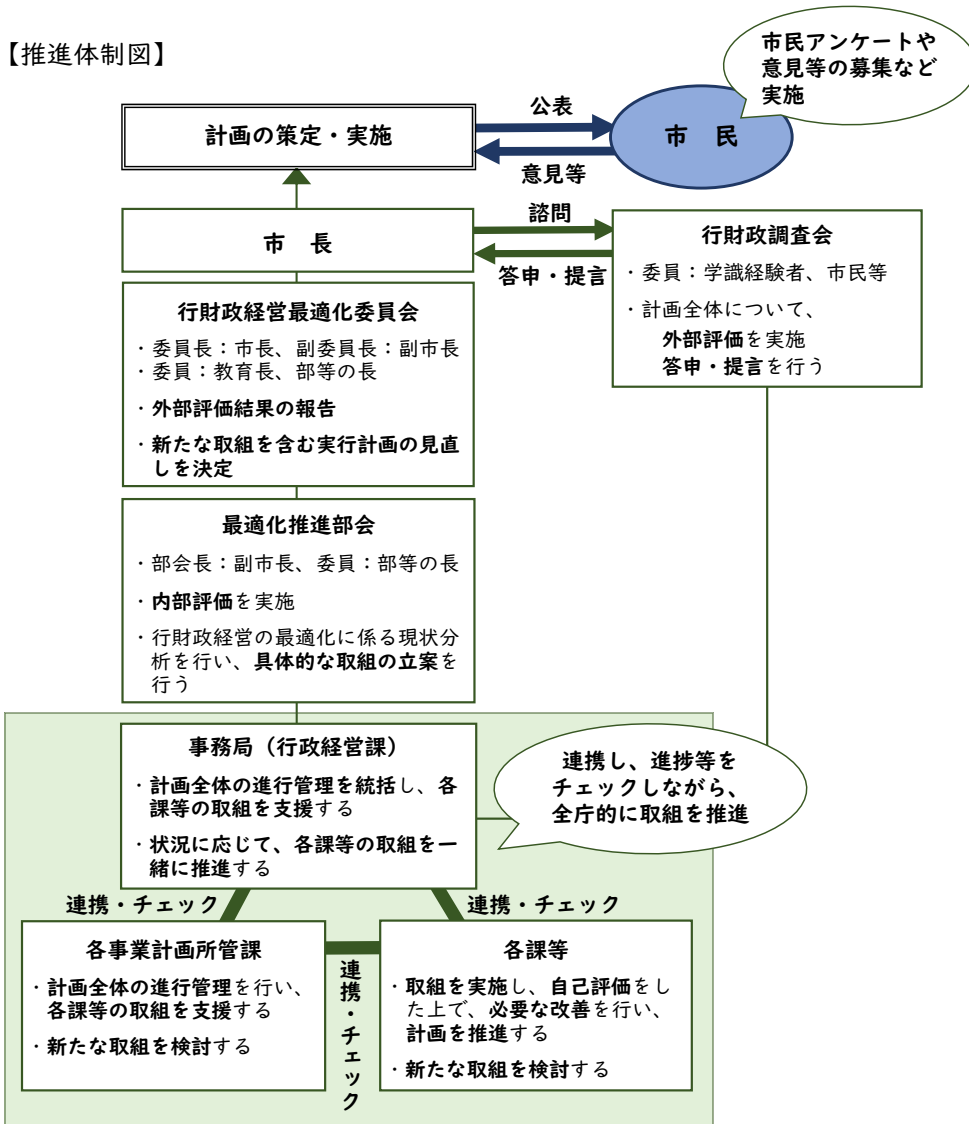 【推進体制図】
市民アンケートや
意見等の募集など
実施
計画の策定・実施
公表
市　民
意見等
市　長
諮問
答申・提言
行財政調査会
・委員：学識経験者、市民等
・計画全体について、
外部評価を実施
答申・提言を行う
行財政経営最適化委員会
・委員長：市長、副委員長：副市長
・委員：教育長、部等の長
・外部評価結果の報告
・新たな取組を含む実行計画の見直
しを決定
最適化推進部会
・部会長：副市長、委員：部等の長
・内部評価を実施
・行財政経営の最適化に係る現状分
析を行い、具体的な取組の立案を
行う
事務局（行政経営課）
・計画全体の進行管理を統括し、各
課等の取組を支援する
・状況に応じて、各課等の取組を一
緒に推進する
連携し、進捗等を
チェックしながら、
全庁的に取組を推進
連携・チェック
連携・チェック
各事業計画所管課
・計画全体の進行管理を行い、
各課等の取組を支援する
・新たな取組を検討する
連携・チェック
各課等
・取組を実施し、自己評価をし
た上で、必要な改善を行い、
計画を推進する
・新たな取組を検討する